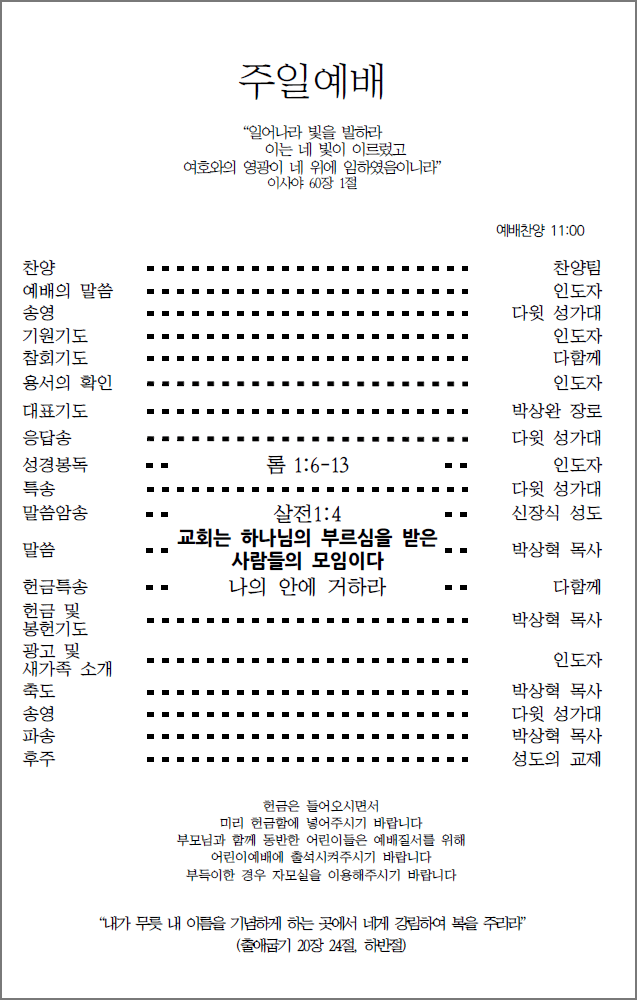 주일예배
“일어나라 빛을 발하라
이는 네 빛이 이르렀고
여호와의 영광이 네 위에 임하였음이니라”
이사야 60장 1절
예배찬양 11:00
찬양 찬양팀
예배의 말씀 인도자
송영 다윗 성가대
기원기도 인도자
참회기도 다함께
용서의 확인 인도자
대표기도 박상완 장로
응답송 다윗 성가대
성경봉독 롬 1:6-13 인도자
특송 다윗 성가대
말씀암송 살전1:4 신장식 성도
말씀 교회는 하나님의 부르심을 받은
사람들의 모임이다 박상혁 목사
헌금특송 나의 안에 거하라 다함께
헌금 및
봉헌기도 박상혁 목사
광고 및
새가족 소개 인도자
축도 박상혁 목사
송영 다윗 성가대
파송 박상혁 목사
후주 성도의 교제
헌금은 들어오시면서
미리 헌금함에 넣어주시기 바랍니다
부모님과 함께 동반한 어린이들은 예배질서를 위해
어린이예배에 출석시켜주시기 바랍니다
부득이한 경우 자모실을 이용해주시기 바랍니다
“내가 무릇 내 이름을 기념하게 하는 곳에서 네게 강림하여 복을 주리라”
(출애굽기 20장 24절, 하반절)